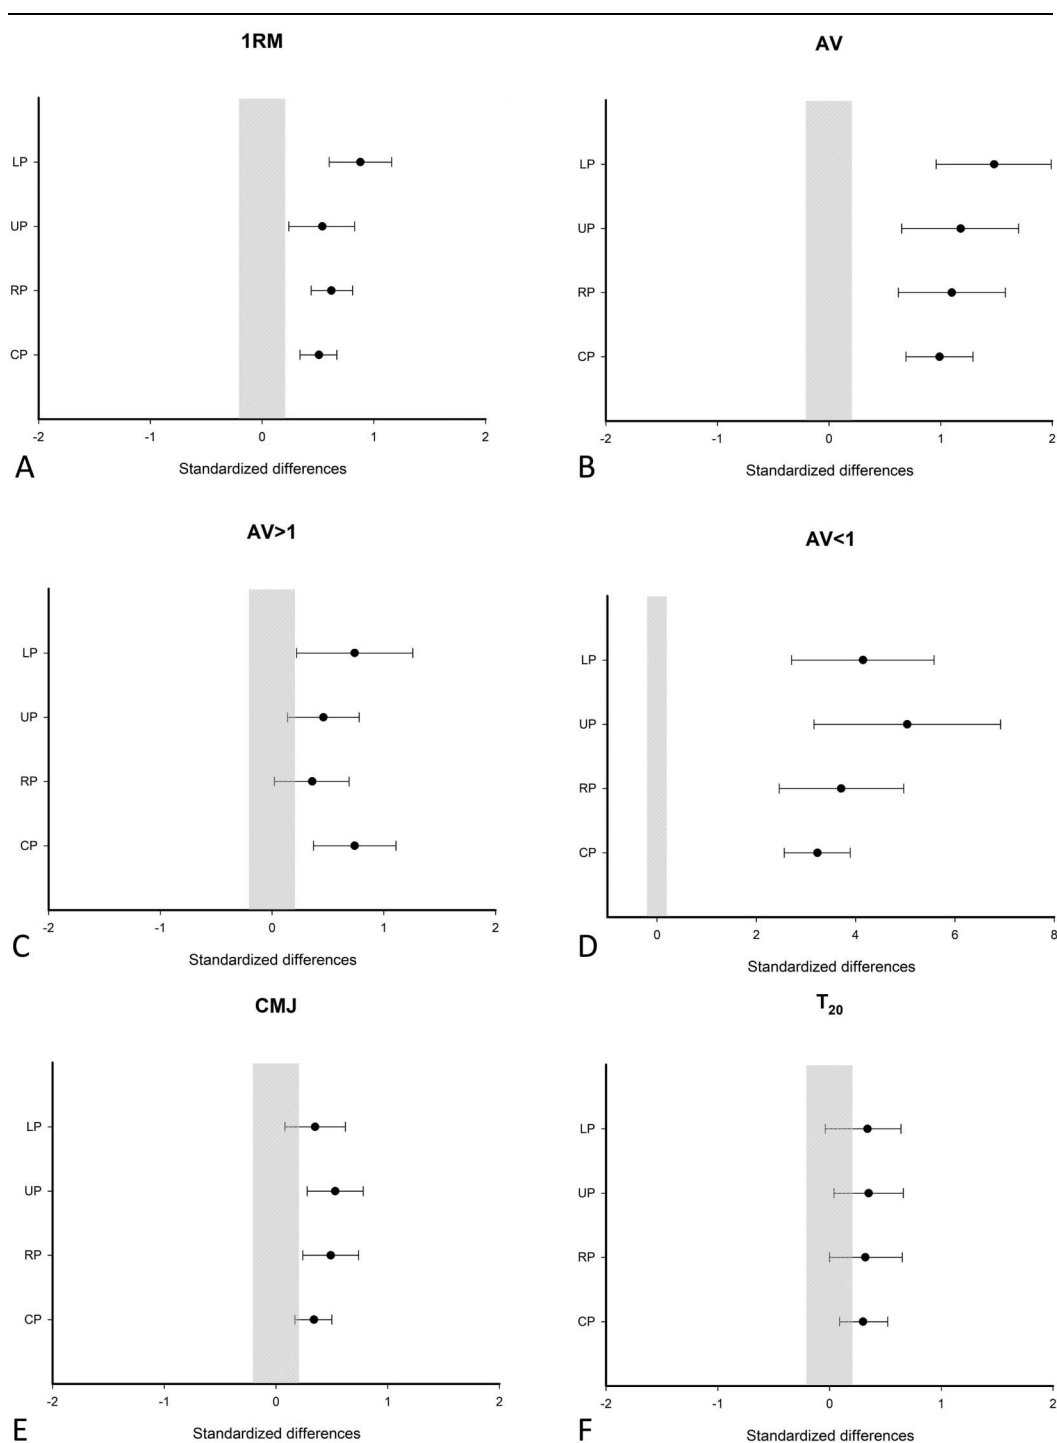 1RM
LP
UP
RP
CP
-2 -1 0 1 2
A Standardized differences
AV
LP
UP
RP
CP
-2 -1 0 1 2
B Standardized differences
AV>1
LP
UP
RP
CP
-2 -1 0 1 2
C Standardized differences
AV<1
LP
UP
RP
CP
0 2 4 6 8
D Standardized differences
CMJ
LP
UP
RP
CP
-2 -1 0 1 2
E Standardized differences
T20
LP
UP
RP
CP
-2 -1 0 1 2
F Standardized differences